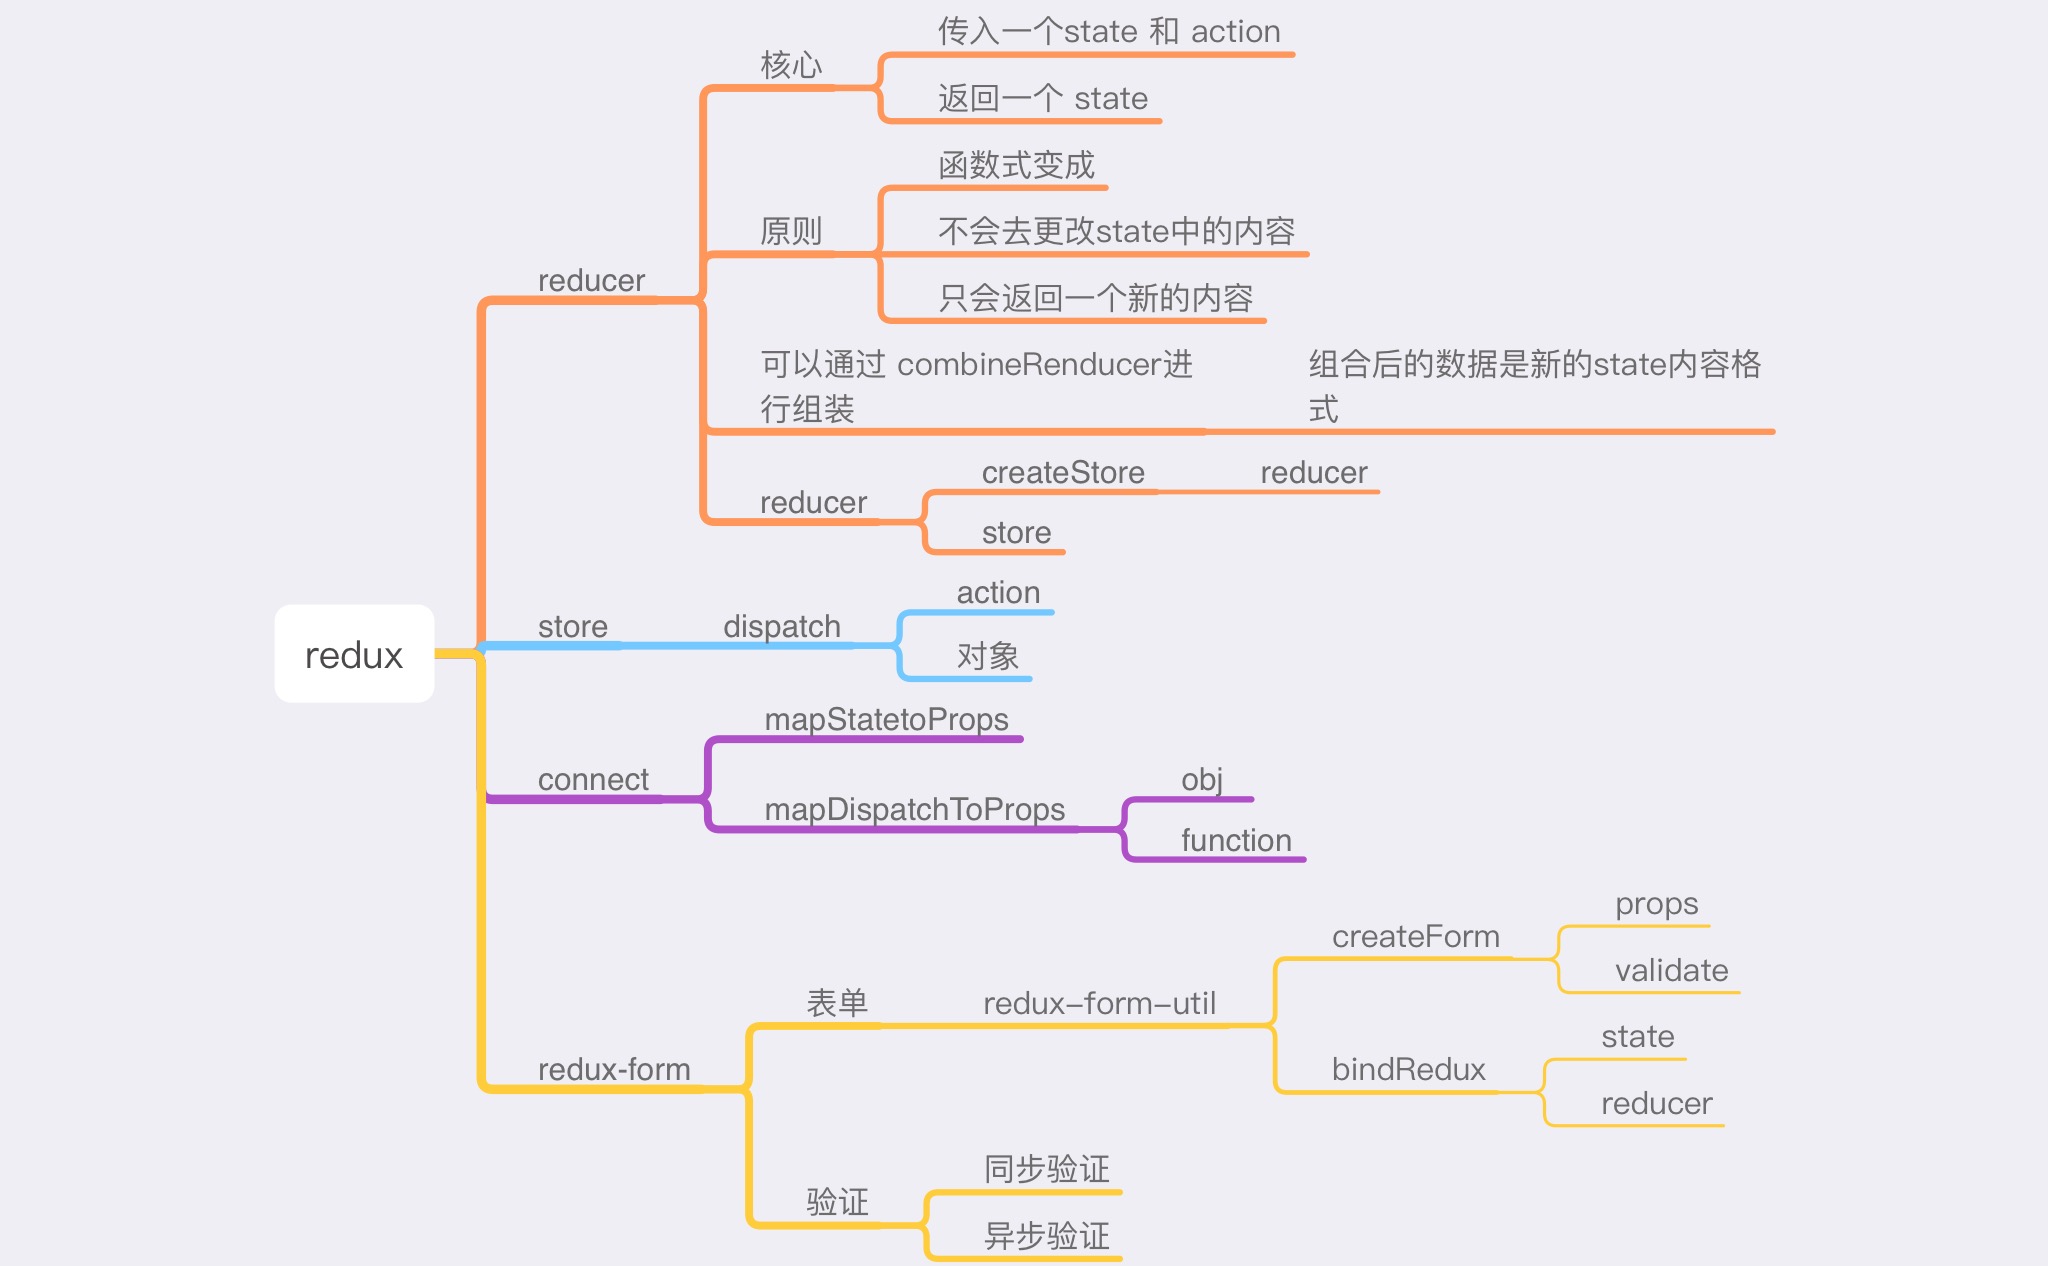 redux
reducer
核心
传入一个state 和 action
返回一个 state
原则
函数式变成
不会去更改state中的内容
只会返回一个新的内容
可以通过 combineRenducer进
行组装
组合后的数据是新的state内容格
式
reducer
createStore
reducer
store
store
dispatch
action
对象
connect
mapStatetoProps
mapDispatchToProps
obj
function
redux-form
表单
redux-form-util
createForm
props
validate
bindRedux
state
reducer
验证
同步验证
异步验证